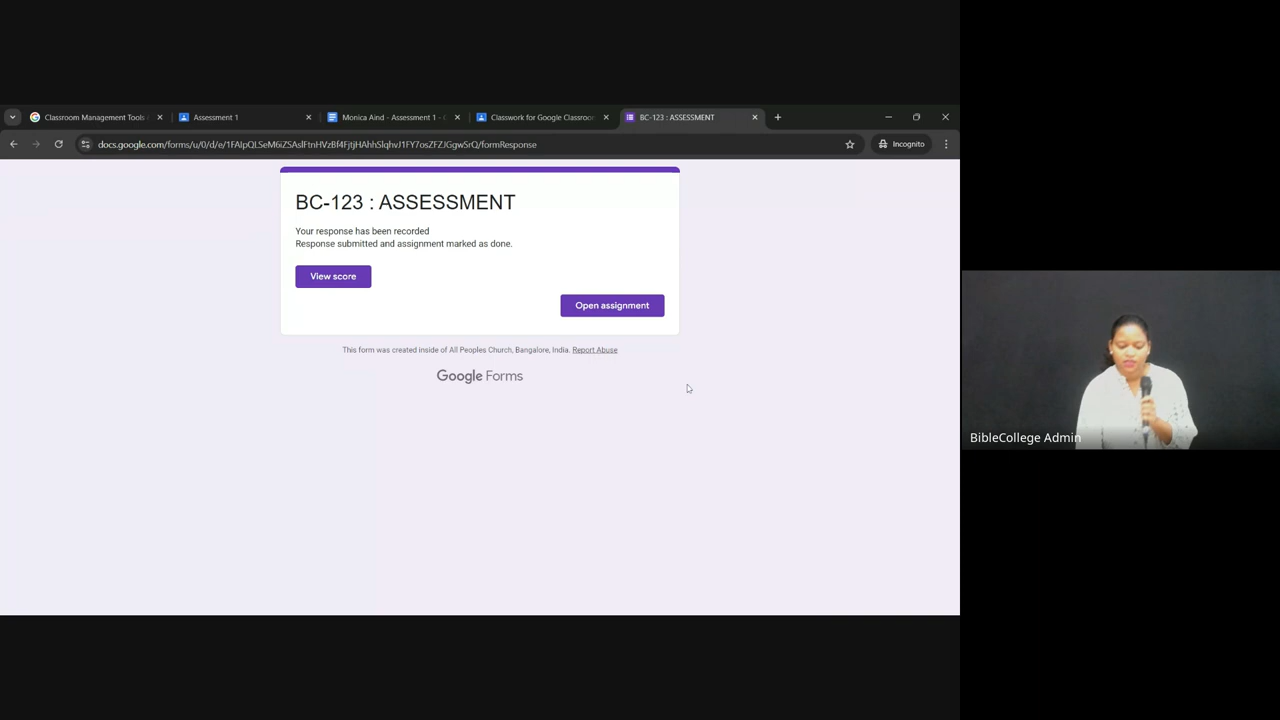 Classroom Management Tools
Assessment 1
Monica Aind - Assessment 1 -
Classwork for Google Classroom
BC-123 : ASSESSMENT
Incognito
BC-123 : ASSESSMENT
Your response has been recorded
Response submitted and assignment marked as done.
View score
Open assignment
This form was created inside of All Peoples Church, Bangalore, India. Report Abuse
Google Forms
BibleCollege Admin